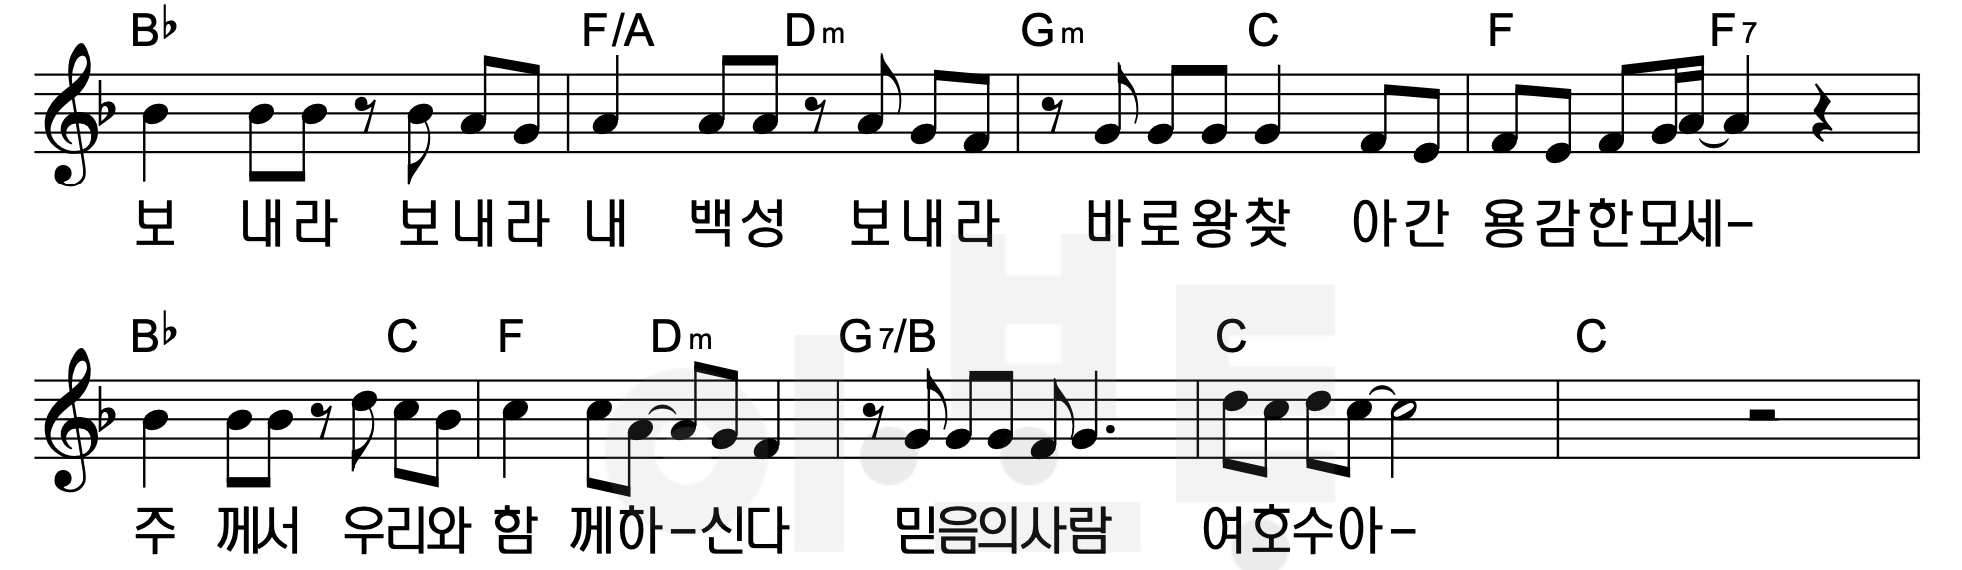 B♭ F/A Dm Gm C F F7
보 내라 보내라 내 백성 보내라 바로왕찾 아간 용감한모세-
B♭ C F Dm G7/B C C
주 께서 우리와 함 께하-신다 믿음의사람 여호수아-